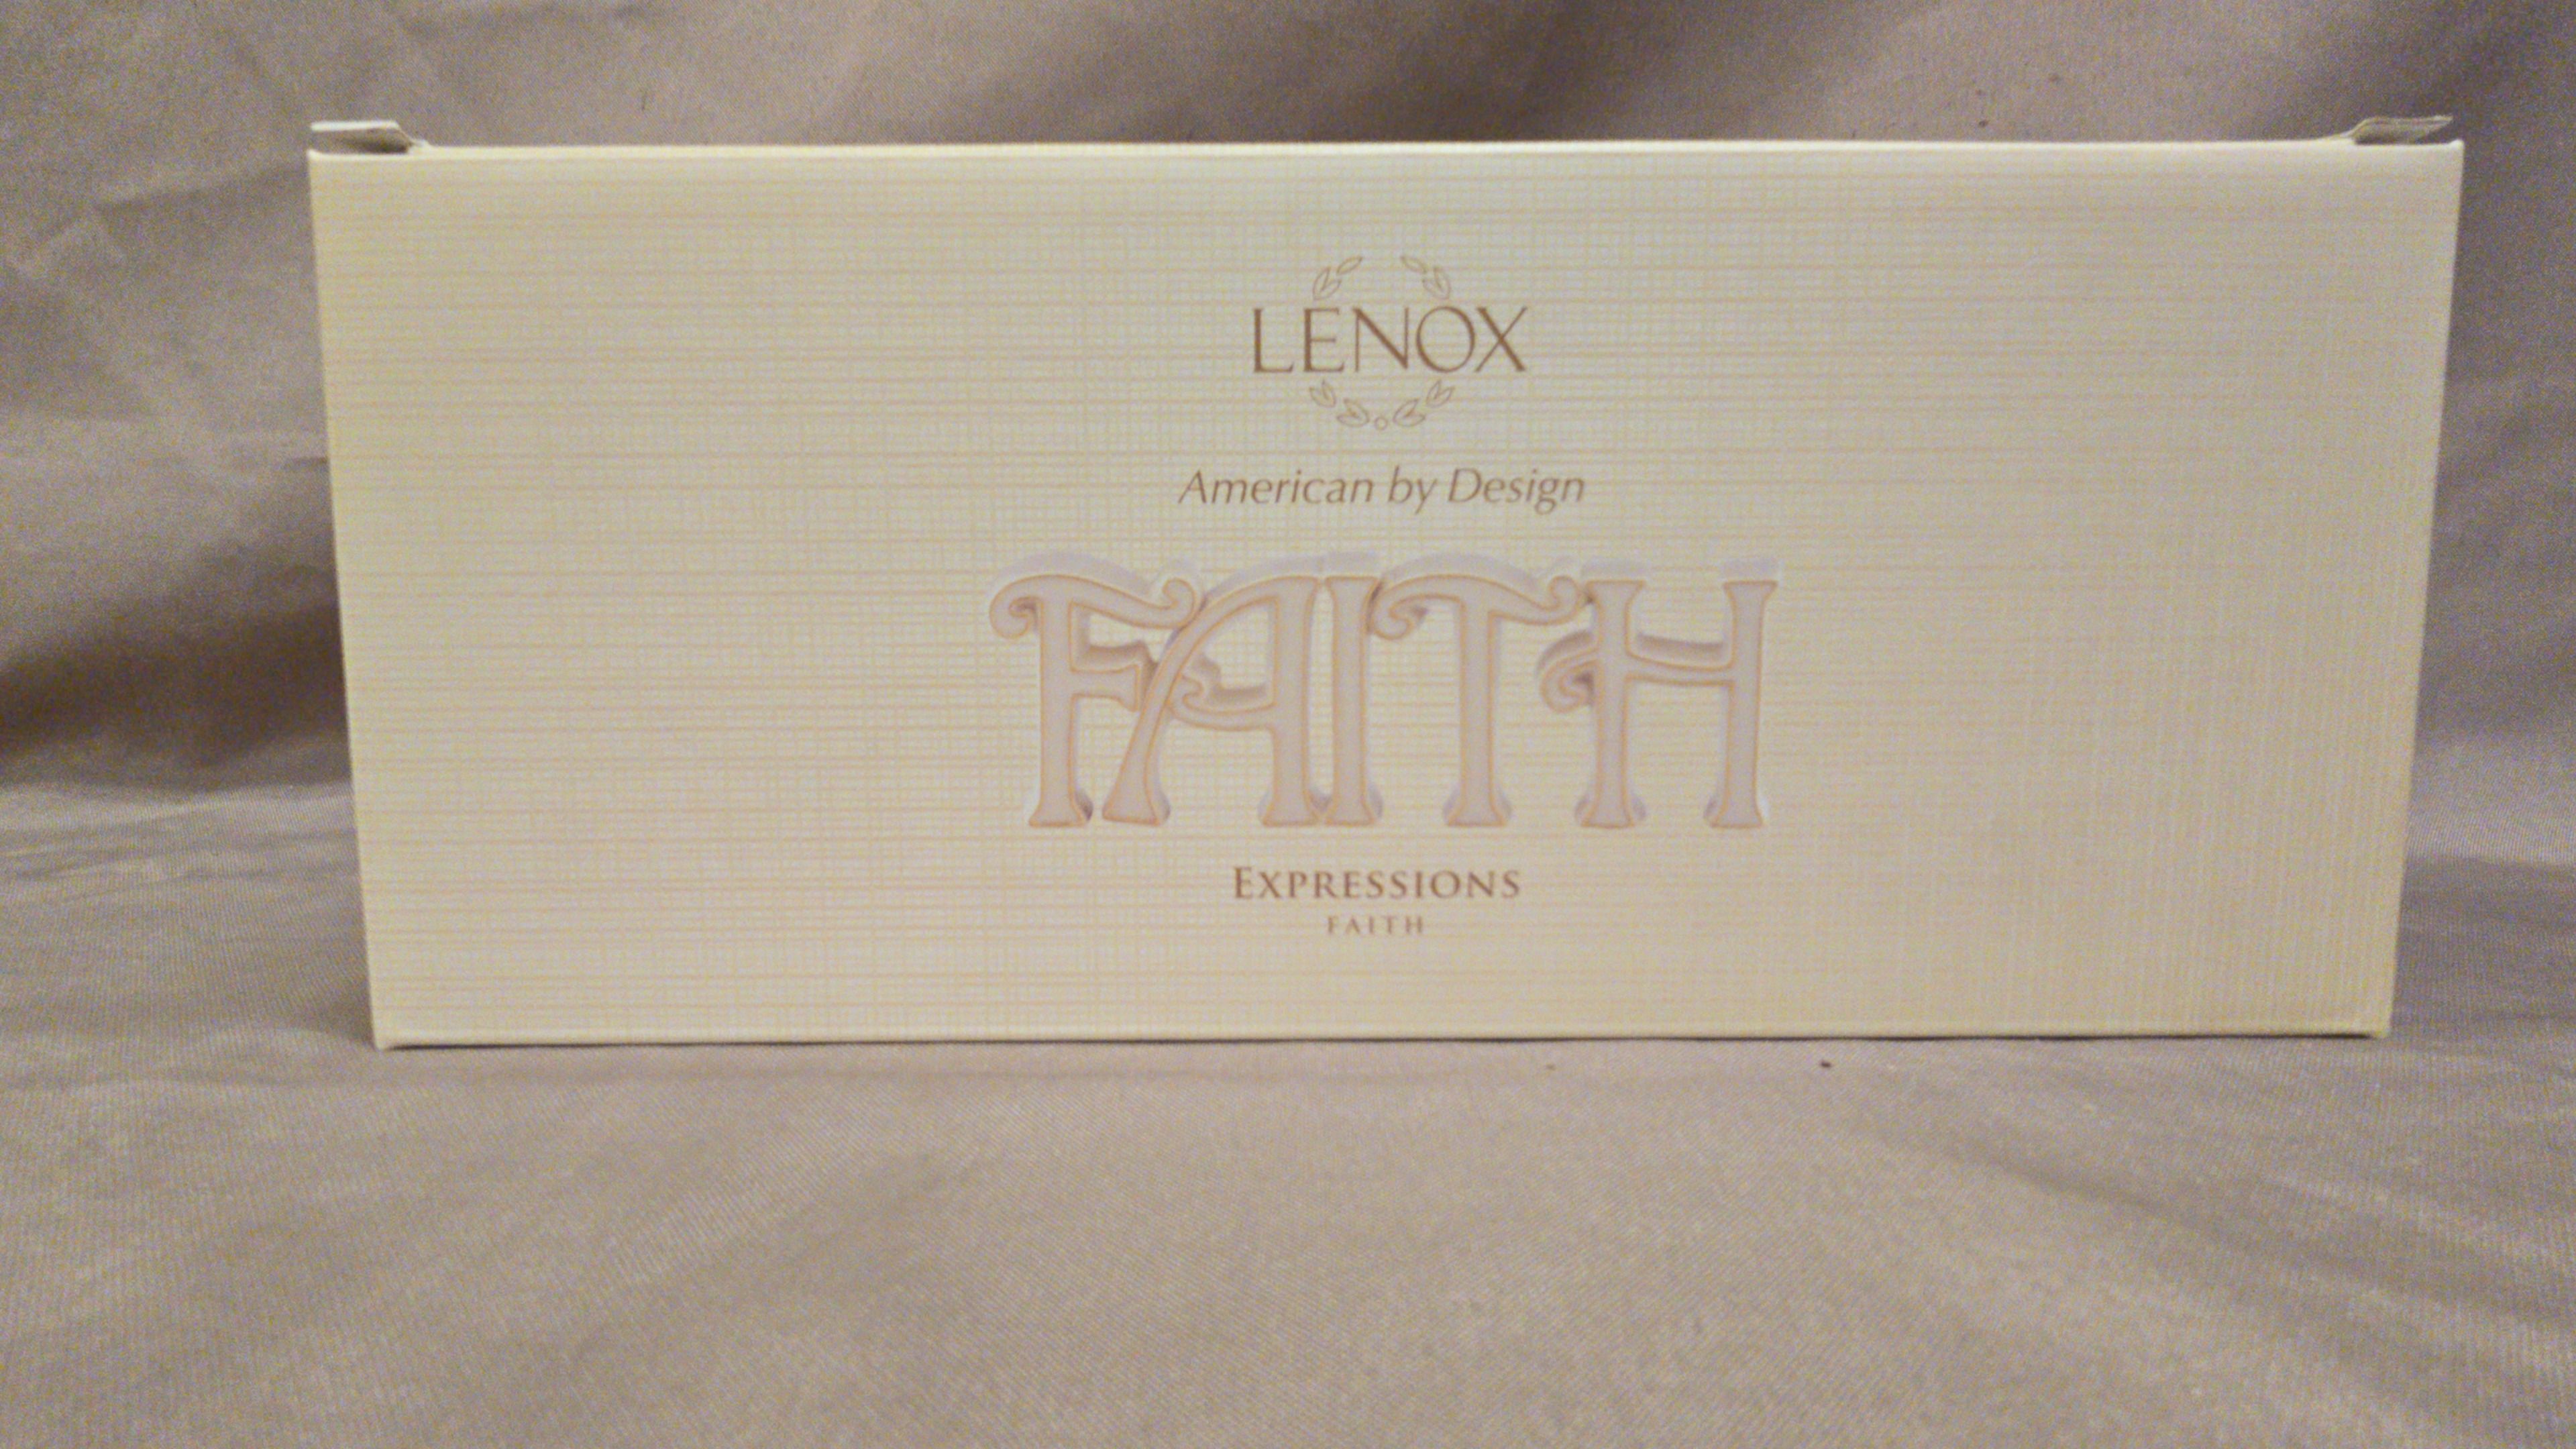 LENOX
American by Design
FAITH
EXPRESSIONS
FAITH